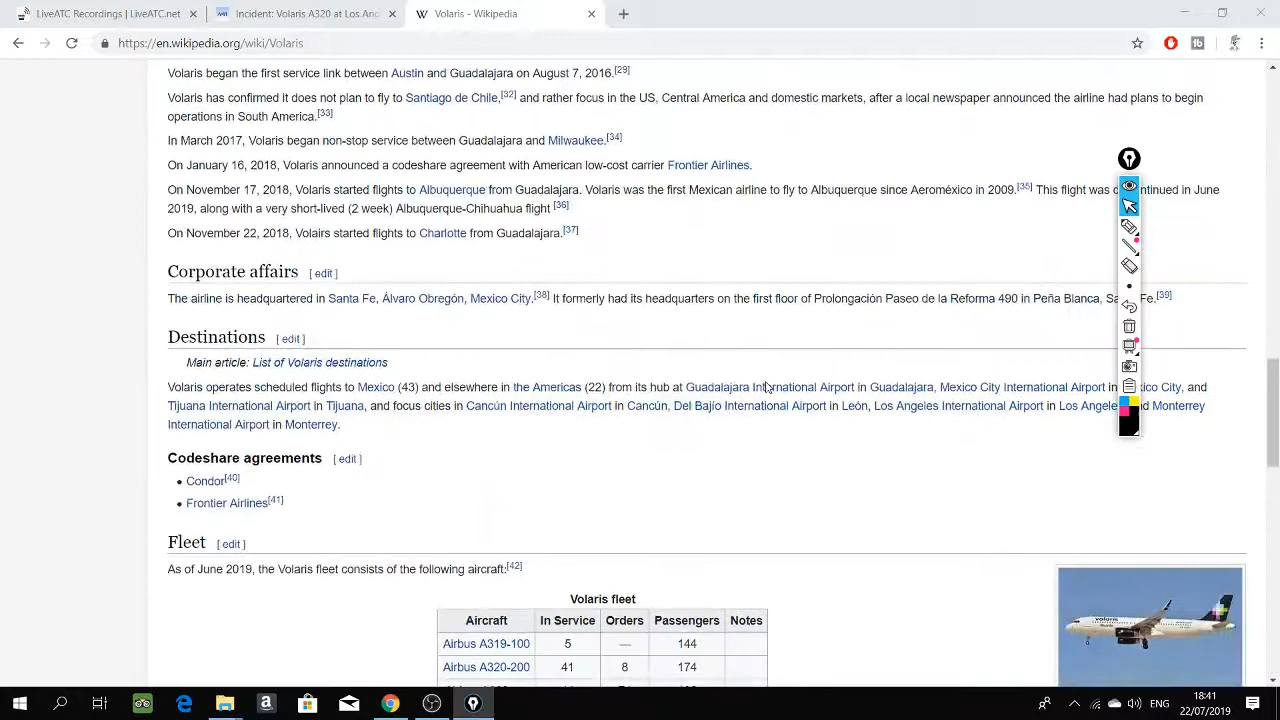 LiveATC Recordings | LiveATC.net
Incident: Volaris A320 at Los Ang
Volaris - Wikipedia
https://en.wikipedia.org/wiki/Volaris
Volaris began the first service link between Austin and Guadalajara on August 7, 2016.[29]
Volaris has confirmed it does not plan to fly to Santiago de Chile,[32] and rather focus in the US, Central America and domestic markets, after a local newspaper announced the airline had plans to begin
operations in South America.[33]
In March 2017, Volaris began non-stop service between Guadalajara and Milwaukee.[34]
On January 16, 2018, Volaris announced a codeshare agreement with American low-cost carrier Frontier Airlines.
On November 17, 2018, Volaris started flights to Albuquerque from Guadalajara. Volaris was the first Mexican airline to fly to Albuquerque since Aeroméxico in 2009.[35] This flight was continued in June
2019, along with a very short-lived (2 week) Albuquerque-Chihuahua flight [36]
On November 22, 2018, Volairs started flights to Charlotte from Guadalajara.[37]
Corporate affairs [ edit ]
The airline is headquartered in Santa Fe, Álvaro Obregón, Mexico City.[38] It formerly had its headquarters on the first floor of Prolongación Paseo de la Reforma 490 in Peña Blanca, Sa Fe.[39]
Destinations [ edit ]
Main article: List of Volaris destinations
Volaris operates scheduled flights to Mexico (43) and elsewhere in the Americas (22) from its hub at Guadalajara International Airport in Guadalajara, Mexico City International Airport in xico City, and
Tijuana International Airport in Tijuana, and focus cities in Cancún International Airport in Cancún, Del Bajío International Airport in León, Los Angeles International Airport in Los Angele d Monterrey
International Airport in Monterrey.
Codeshare agreements [ edit ]
Condor[40]
Frontier Airlines[41]
Fleet [ edit ]
As of June 2019, the Volaris fleet consists of the following aircraft:[42]
Volaris fleet
Aircraft In Service Orders Passengers Notes
Airbus A319-100 5 — 144
Airbus A320-200 41 8 174
volaris
ENG
18:41
22/07/2019